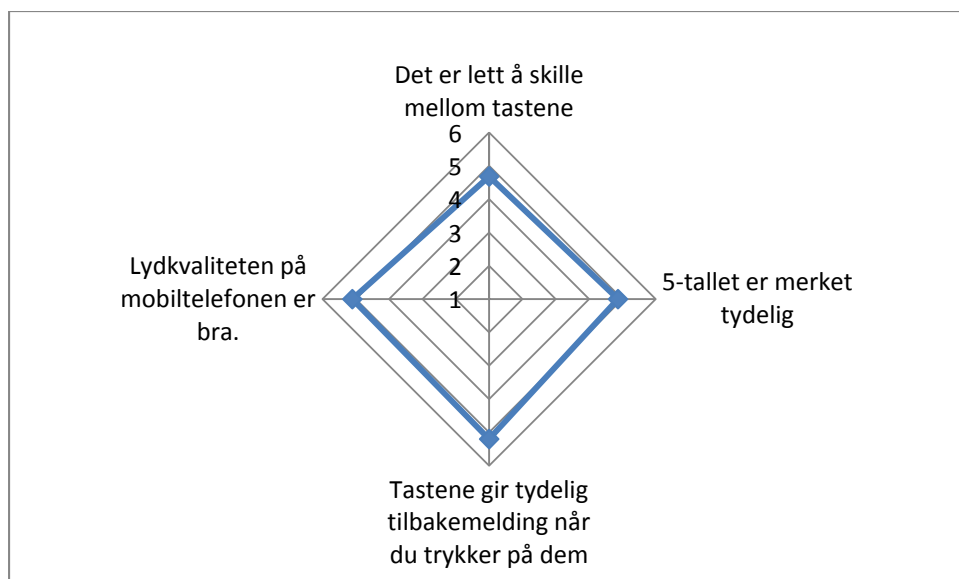 Det er lett å skille
mellom tastene
6
5
4
3
2
1
5-tallet er merket
tydelig
Tastene gir tydelig
tilbakemelding når
du trykker på dem
Lydkvaliteten på
mobiltelefonen er
bra.